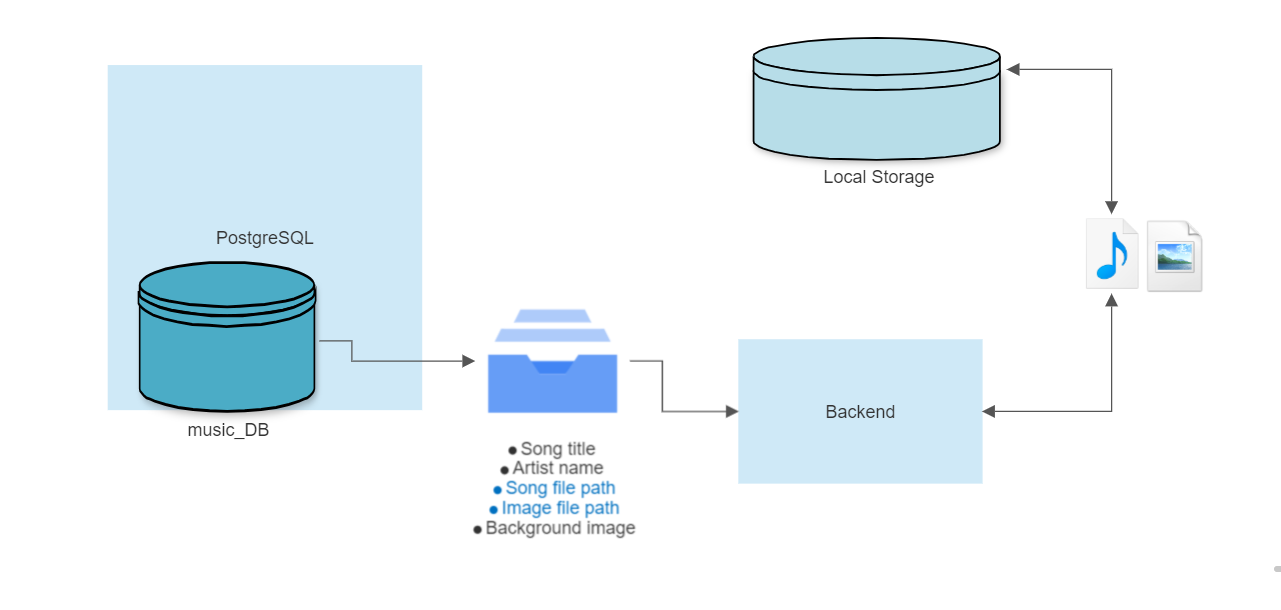 Local Storage
PostgreSQL
music_DB
• Song title
• Artist name
• Song file path
• Image file path
• Background image
Backend